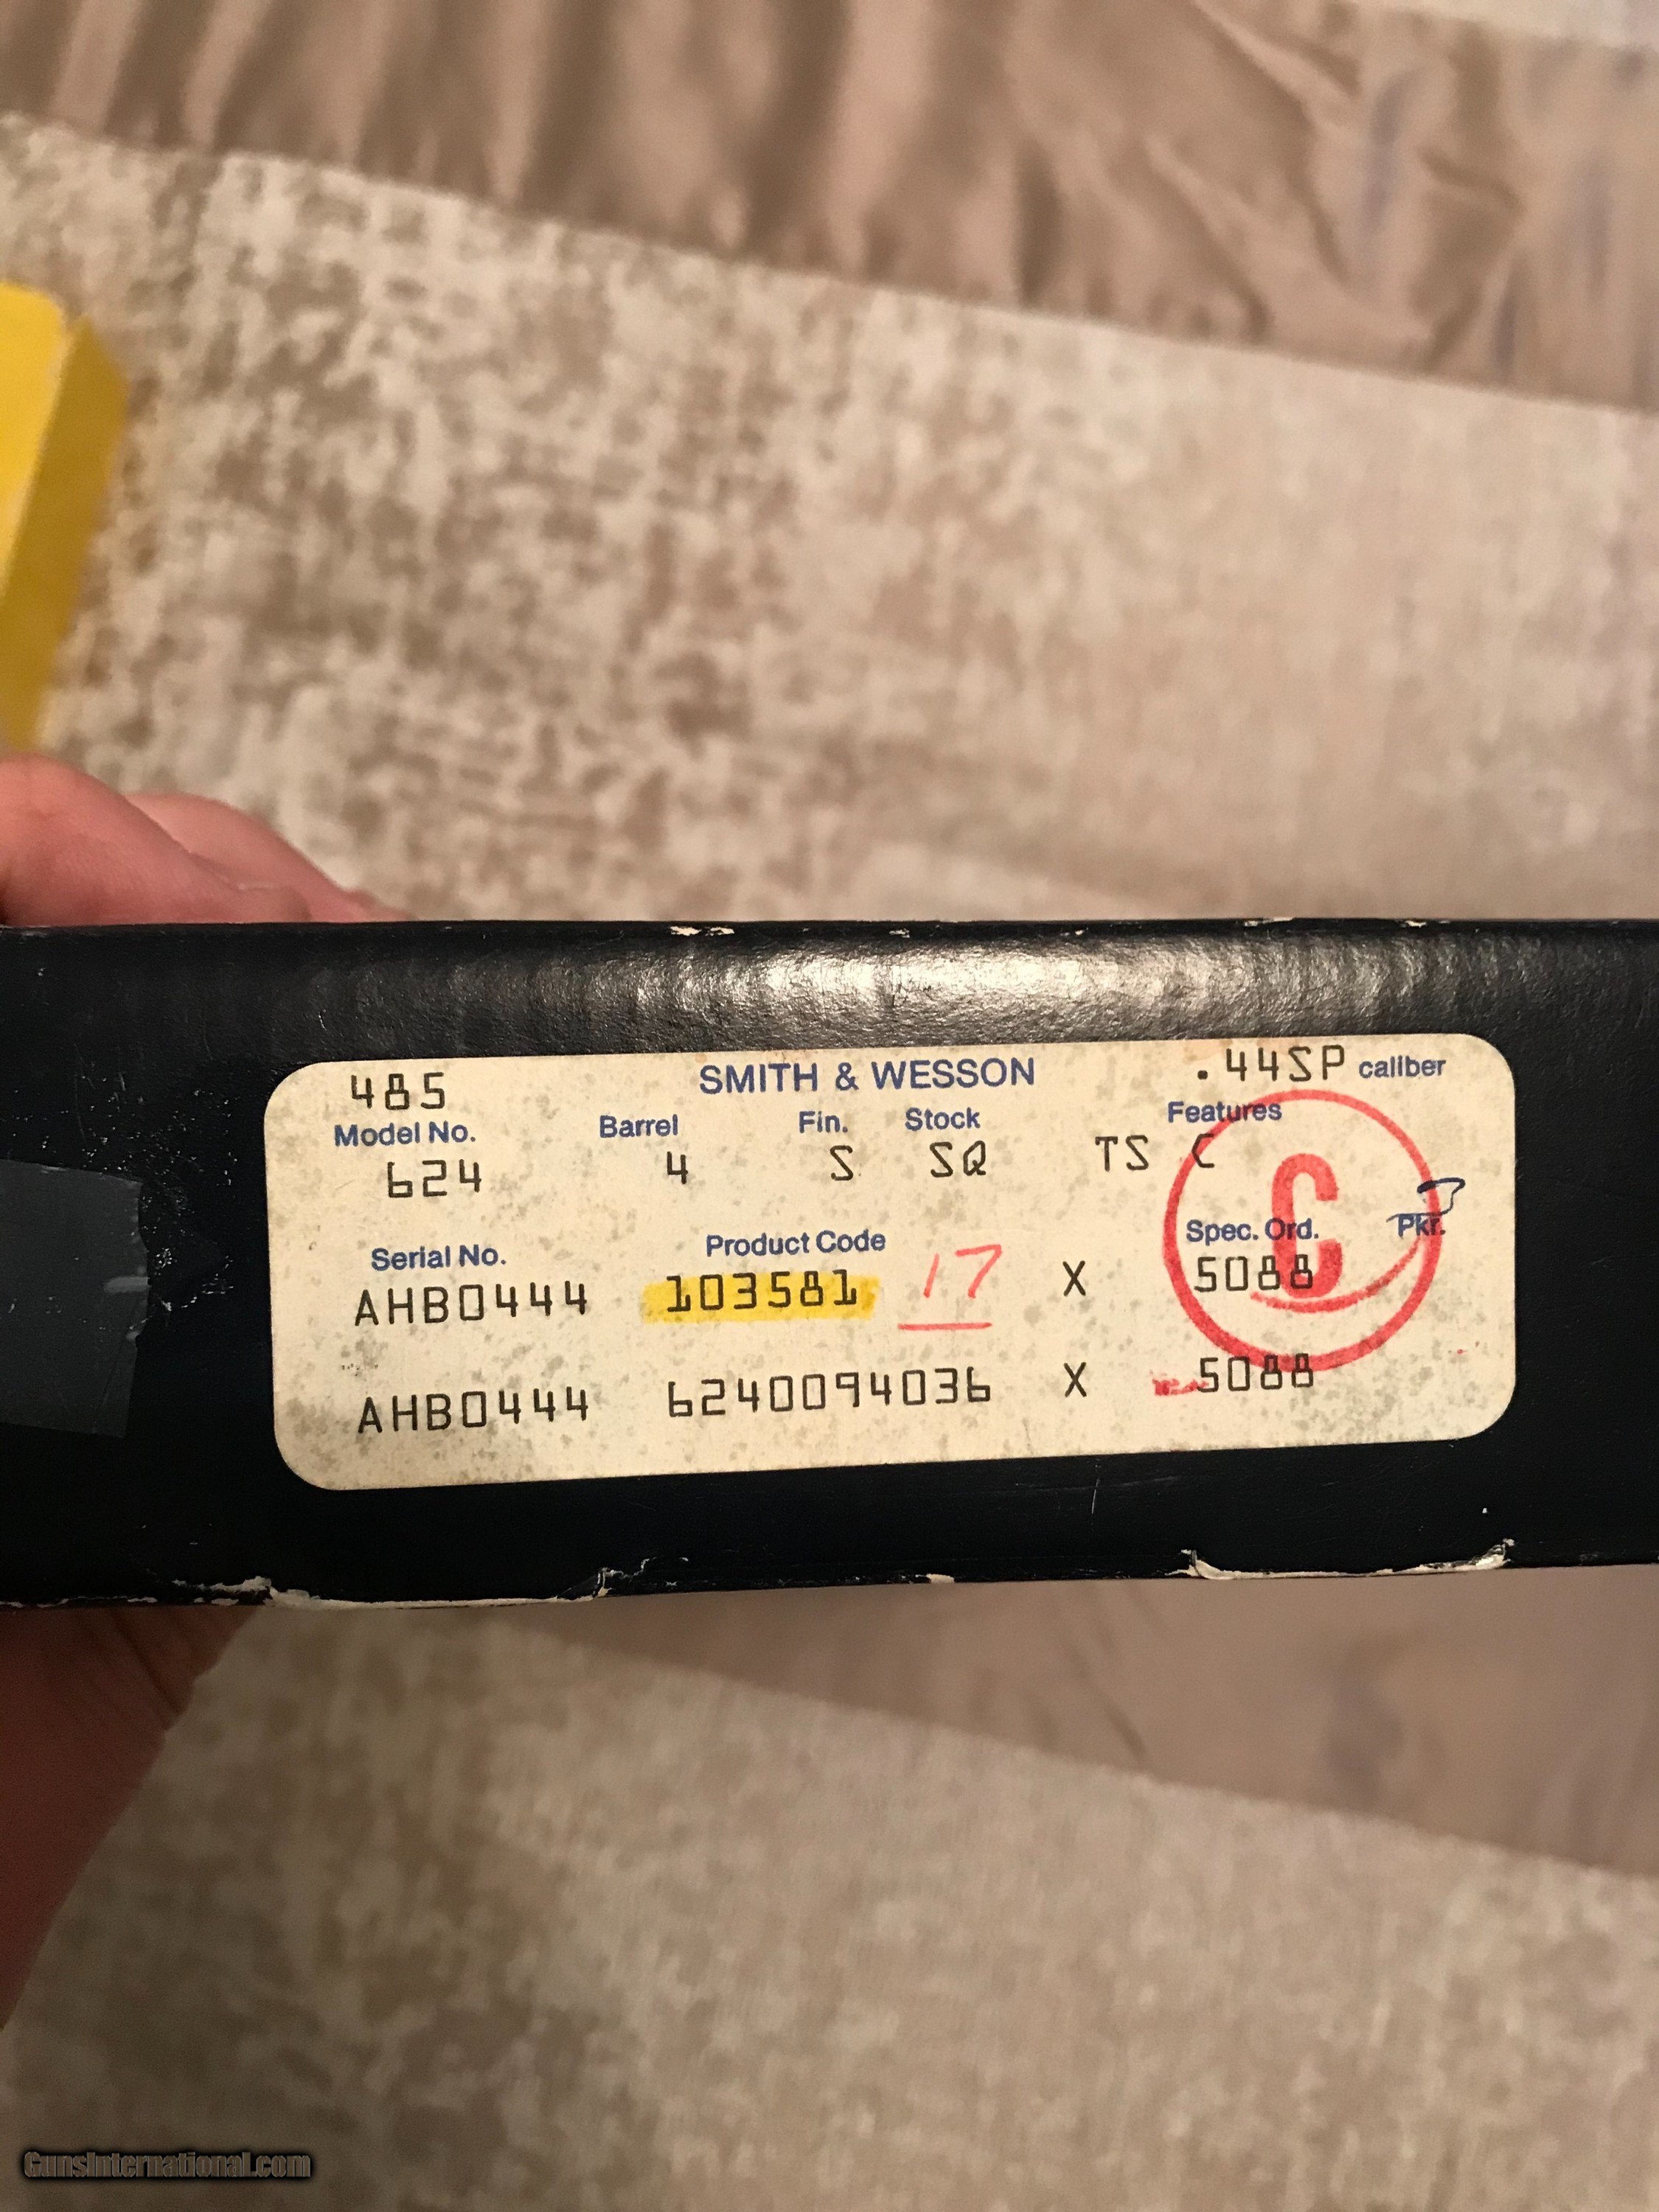 485 SMITH & WESSON .44SP caliber
Model No. Barrel Fin. Stock Features
624 4 S SQ TS C
C
Serial No. Product Code Spec. Ord. Pkr.
AHB0444 103581 17 X 5088
AHB0444 6240094036 X 5088
GunsInternational.com